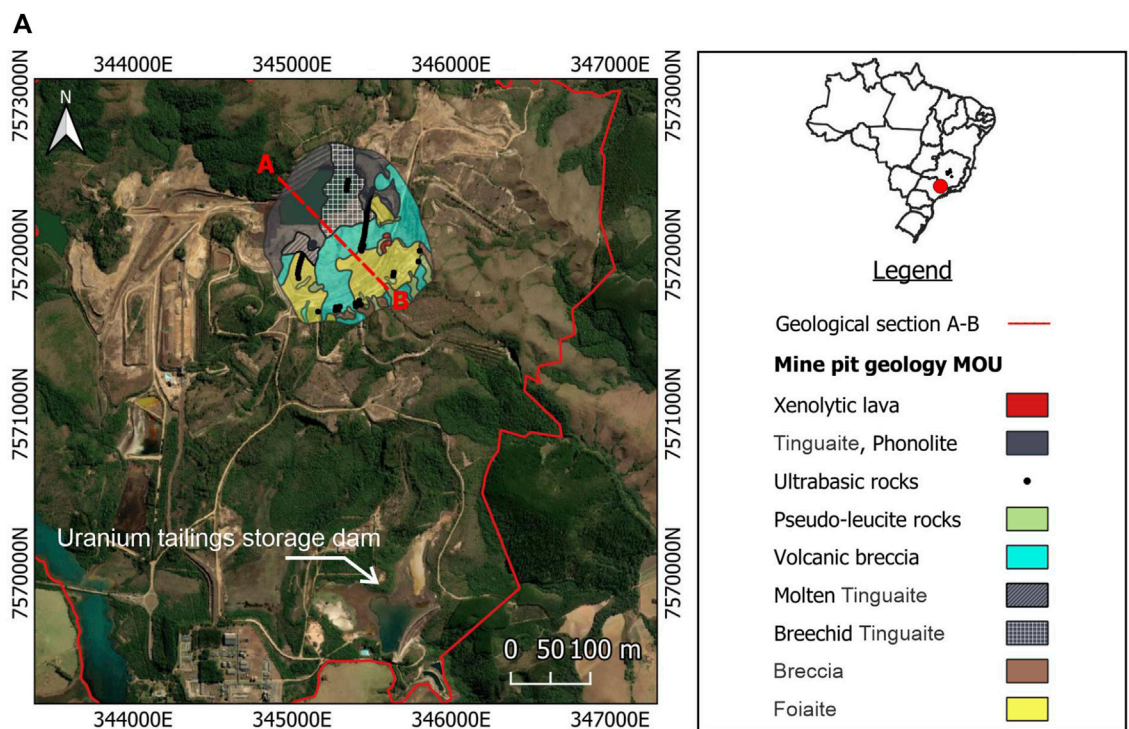 A
344000E 345000E 346000E 347000E
7573000N
7573000N
N
A
7572000N
7572000N
B
7571000N
7571000N
Uranium tailings storage dam
7570000N
7570000N
0 50 100 m
344000E 345000E 346000E 347000E
Legend
Geological section A-B
Mine pit geology MOU
Xenolytic lava
Tinguaite, Phonolite
Ultrabasic rocks
Pseudo-leucite rocks
Volcanic breccia
Molten Tinguaite
Breechid Tinguaite
Breccia
Foiaite